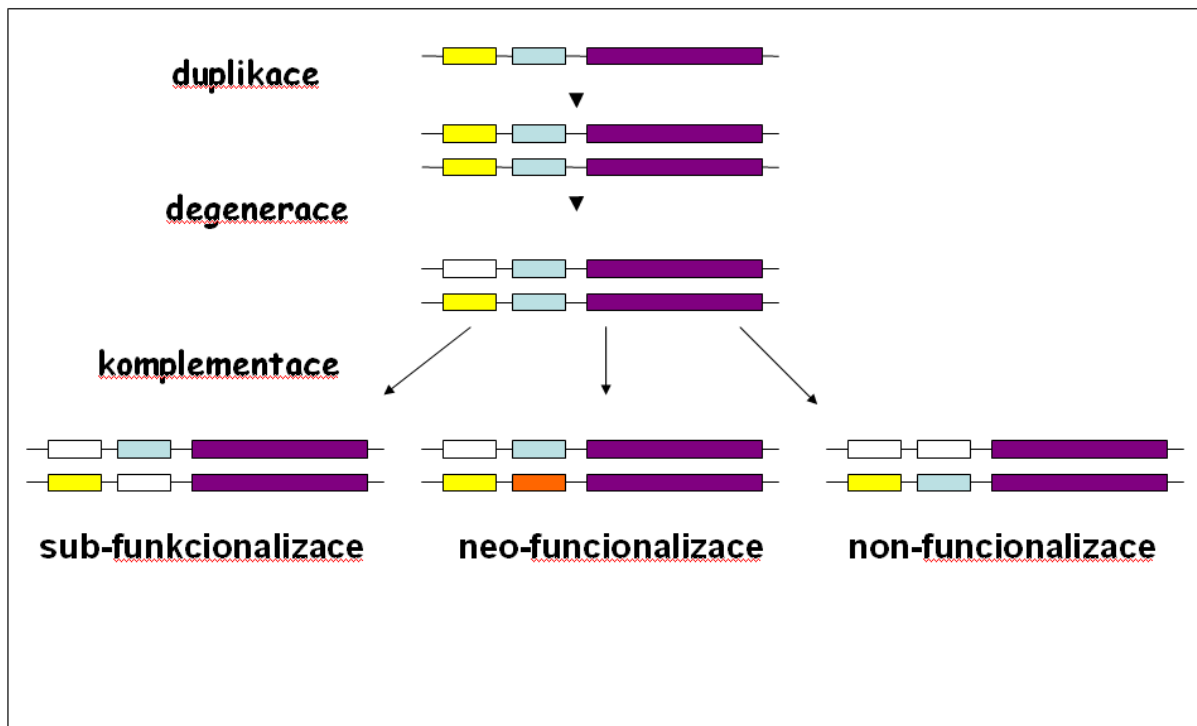 duplikace
degenerace
komplementace
sub-funkcionalizace
neo-funcionalizace
non-funcionalizace